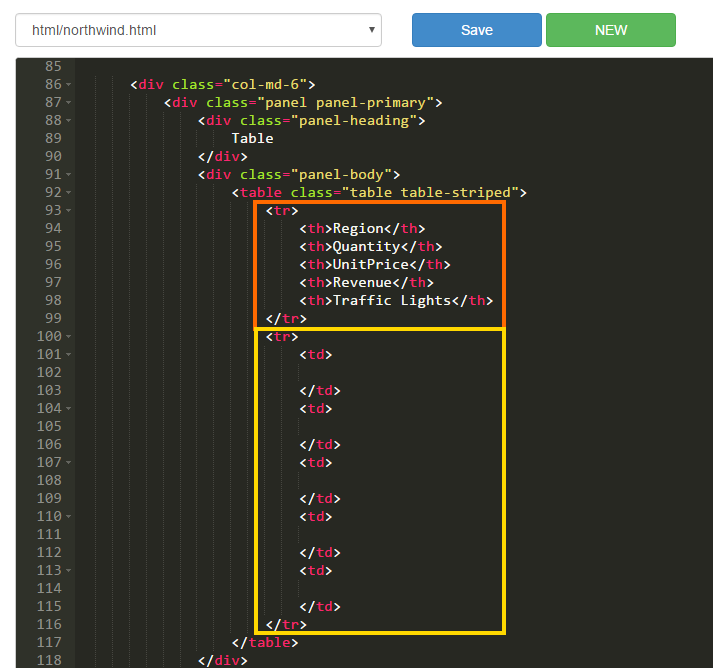 html/northwind.html
Save
NEW
85
86 <div class="col-md-6">
87 <div class="panel panel-primary">
88 <div class="panel-heading">
89 Table
90 </div>
91 <div class="panel-body">
92 <table class="table table-striped">
93 <tr>
94 <th>Region</th>
95 <th>Quantity</th>
96 <th>UnitPrice</th>
97 <th>Revenue</th>
98 <th>Traffic Lights</th>
99 </tr>
100 <tr>
101 <td>
102
103 </td>
104 <td>
105
106 </td>
107 <td>
108
109 </td>
110 <td>
111
112 </td>
113 <td>
114
115 </td>
116 </tr>
117 </table>
118 </div>